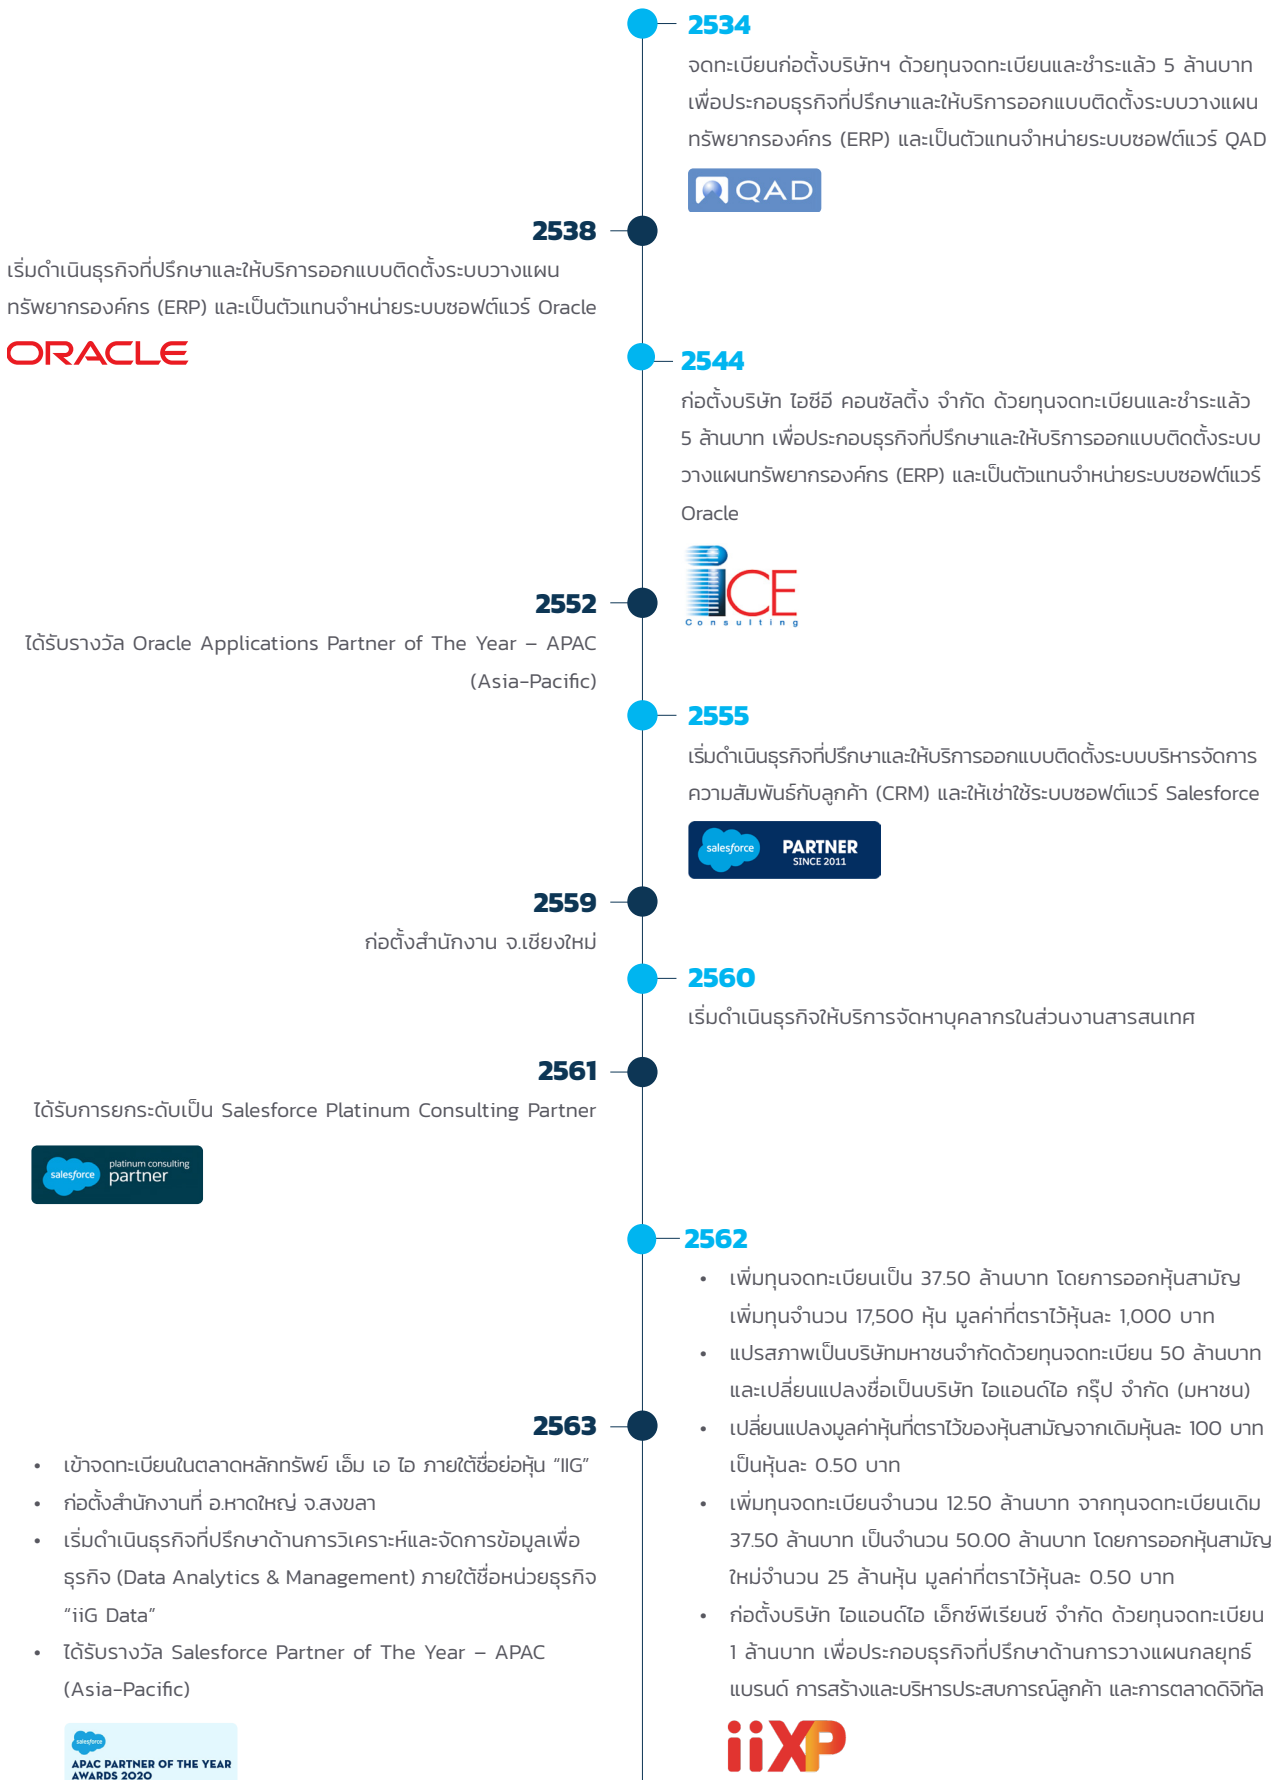 2534
จดทะเบียนก่อตั้งบริษัทฯ ด้วยทุนจดทะเบียนและชำระแล้ว 5 ล้านบาท
เพื่อประกอบธุรกิจที่ปรึกษาและให้บริการออกแบบติดตั้งระบบวางแผน
ทรัพยากรองค์กร (ERP) และเป็นตัวแทนจำหน่ายระบบซอฟต์แวร์ QAD
QAD
2538
เริ่มดำเนินธุรกิจที่ปรึกษาและให้บริการออกแบบติดตั้งระบบวางแผน
ทรัพยากรองค์กร (ERP) และเป็นตัวแทนจำหน่ายระบบซอฟต์แวร์ Oracle
ORACLE
2544
ก่อตั้งบริษัท ไอซีอี คอนซัลติ้ง จำกัด ด้วยทุนจดทะเบียนและชำระแล้ว
5 ล้านบาท เพื่อประกอบธุรกิจที่ปรึกษาและให้บริการออกแบบติดตั้งระบบ
วางแผนทรัพยากรองค์กร (ERP) และเป็นตัวแทนจำหน่ายระบบซอฟต์แวร์
Oracle
iCE
Consulting
2552
ได้รับรางวัล Oracle Applications Partner of The Year – APAC
(Asia-Pacific)
2555
เริ่มดำเนินธุรกิจที่ปรึกษาและให้บริการออกแบบติดตั้งระบบบริหารจัดการ
ความสัมพันธ์กับลูกค้า (CRM) และให้เช่าใช้ระบบซอฟต์แวร์ Salesforce
salesforce PARTNER
SINCE 2011
2559
ก่อตั้งสำนักงาน จ.เชียงใหม่
2560
เริ่มดำเนินธุรกิจให้บริการจัดหาบุคลากรในส่วนงานสารสนเทศ
2561
ได้รับการยกระดับเป็น Salesforce Platinum Consulting Partner
salesforce platinum consulting
partner
2562
• เพิ่มทุนจดทะเบียนเป็น 37.50 ล้านบาท โดยการออกหุ้นสามัญ
เพิ่มทุนจำนวน 17,500 หุ้น มูลค่าที่ตราไว้หุ้นละ 1,000 บาท
• แปรสภาพเป็นบริษัทมหาชนจำกัดด้วยทุนจดทะเบียน 50 ล้านบาท
และเปลี่ยนแปลงชื่อเป็นบริษัท ไอแอนด์ไอ กรุ๊ป จำกัด (มหาชน)
• เปลี่ยนแปลงมูลค่าหุ้นที่ตราไว้ของหุ้นสามัญจากเดิมหุ้นละ 100 บาท
เป็นหุ้นละ 0.50 บาท
• เพิ่มทุนจดทะเบียนจำนวน 12.50 ล้านบาท จากทุนจดทะเบียนเดิม
37.50 ล้านบาท เป็นจำนวน 50.00 ล้านบาท โดยการออกหุ้นสามัญ
ใหม่จำนวน 25 ล้านหุ้น มูลค่าที่ตราไว้หุ้นละ 0.50 บาท
• ก่อตั้งบริษัท ไอแอนด์ไอ เอ็กซ์พีเรียนซ์ จำกัด ด้วยทุนจดทะเบียน
1 ล้านบาท เพื่อประกอบธุรกิจที่ปรึกษาด้านการวางแผนกลยุทธ์
แบรนด์ การสร้างและบริหารประสบการณ์ลูกค้า และการตลาดดิจิทัล
iiXP
2563
• เข้าจดทะเบียนในตลาดหลักทรัพย์ เอ็ม เอ ไอ ภายใต้ชื่อย่อหุ้น “IIG”
• ก่อตั้งสำนักงานที่ อ.หาดใหญ่ จ.สงขลา
• เริ่มดำเนินธุรกิจที่ปรึกษาด้านการวิเคราะห์และจัดการข้อมูลเพื่อ
ธุรกิจ (Data Analytics & Management) ภายใต้ชื่อหน่วยธุรกิจ
“iiG Data”
• ได้รับรางวัล Salesforce Partner of The Year – APAC
(Asia-Pacific)
salesforce
APAC PARTNER OF THE YEAR
AWARDS 2020